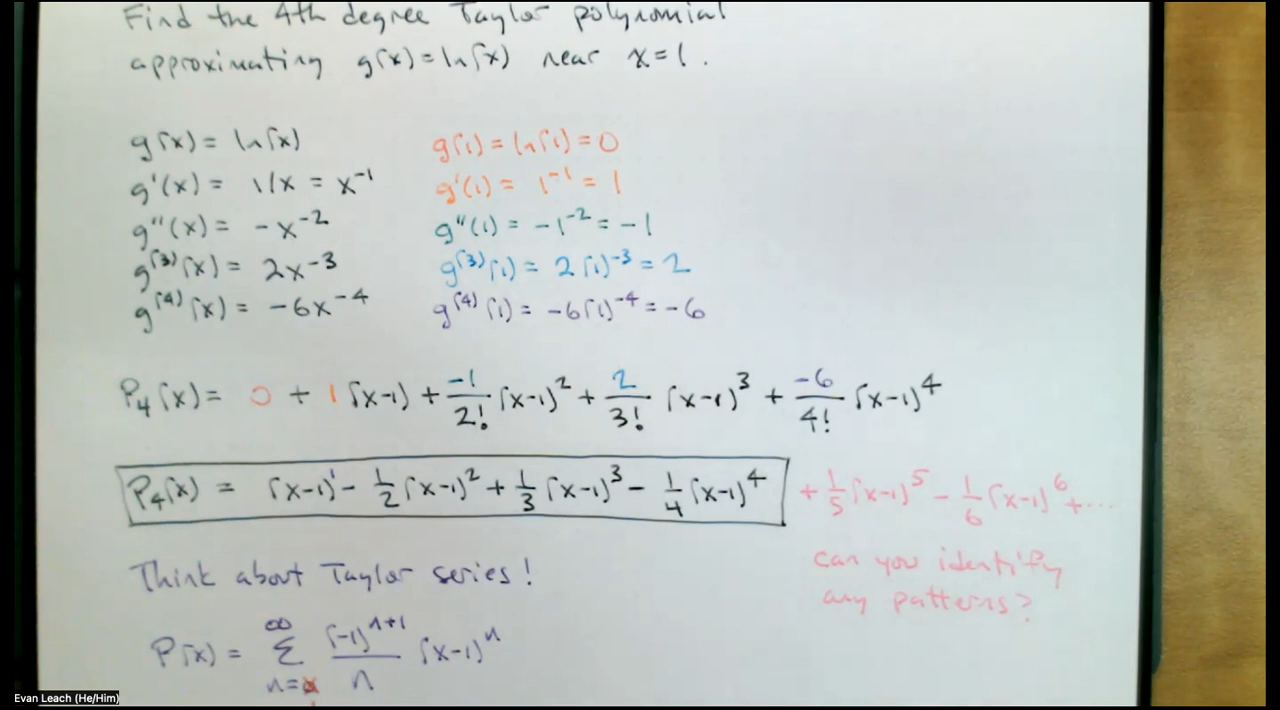 Find the 4th degree Taylor polynomial
approximating g(x)=ln(x) near x=1.
g(x)= ln(x) g(1)=ln(1)=0
g'(x)= 1/x = x^-1 g'(1)= 1^-1 = 1
g''(x)= -x^-2 g''(1)= -1^-2 = -1
g^(3)(x)= 2x^-3 g^(3)(1)= 2(1)^-3 = 2
g^(4)(x)= -6x^-4 g^(4)(1)= -6(1)^-4 = -6
P₄(x)= 0 + 1(x-1) + -1/2! (x-1)^2 + 2/3! (x-1)^3 + -6/4! (x-1)^4
P₄(x) = (x-1)^1 - 1/2 (x-1)^2 + 1/3 (x-1)^3 - 1/4 (x-1)^4 + 1/5 (x-1)^5 - 1/6 (x-1)^6 + ...
can you identify
any patterns?
Think about Taylor series!
P(x) = ∞ Σ n= (-1)^n+1 / n (x-1)^n
Evan Leach (He/Him)